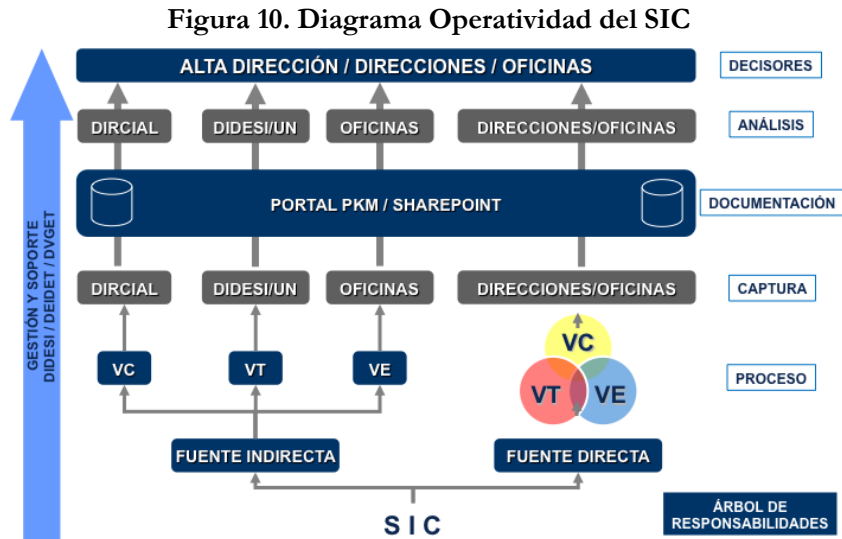 Figura 10. Diagrama Operatividad del SIC
ALTA DIRECCIÓN / DIRECCIONES / OFICINAS
DECISORES
DIRCIAL
DIDESI/UN
OFICINAS
DIRECCIONES/OFICINAS
ANÁLISIS
PORTAL PKM / SHAREPOINT
DOCUMENTACIÓN
GESTIÓN Y SOPORTE
DIDESI / DEIDET / DVGET
DIRCIAL
DIDESI/UN
OFICINAS
DIRECCIONES/OFICINAS
CAPTURA
VC
VT
VE
VC
VT
VE
PROCESO
FUENTE INDIRECTA
FUENTE DIRECTA
S I C
ÁRBOL DE
RESPONSABILIDADES